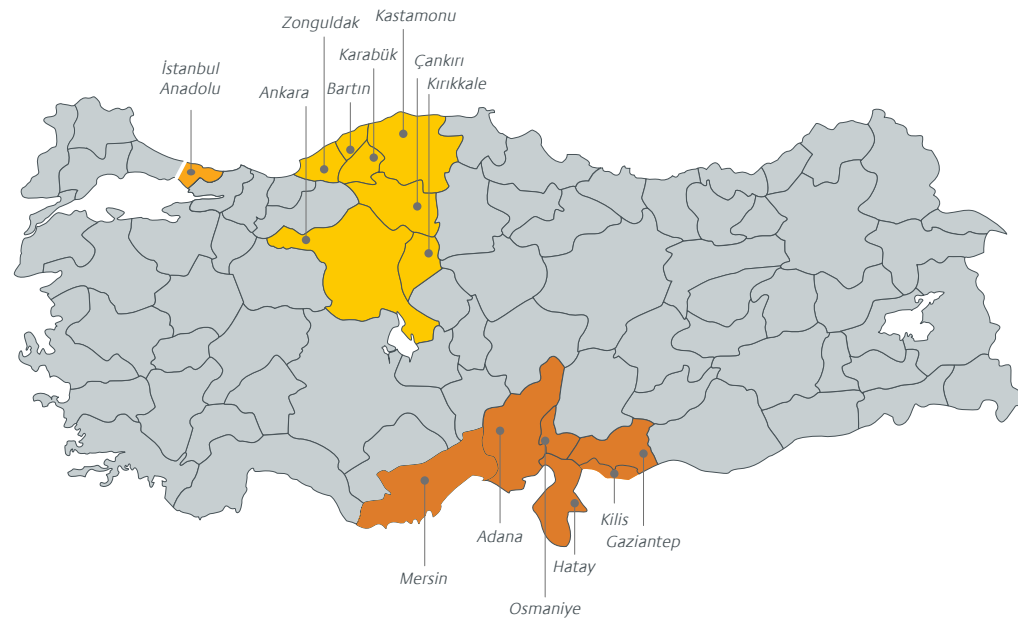 Zonguldak
Kastamonu
Karabük
Çankırı
İstanbul
Anadolu
Ankara
Bartın
Kırıkkale
Adana
Kilis
Gaziantep
Mersin
Hatay
Osmaniye